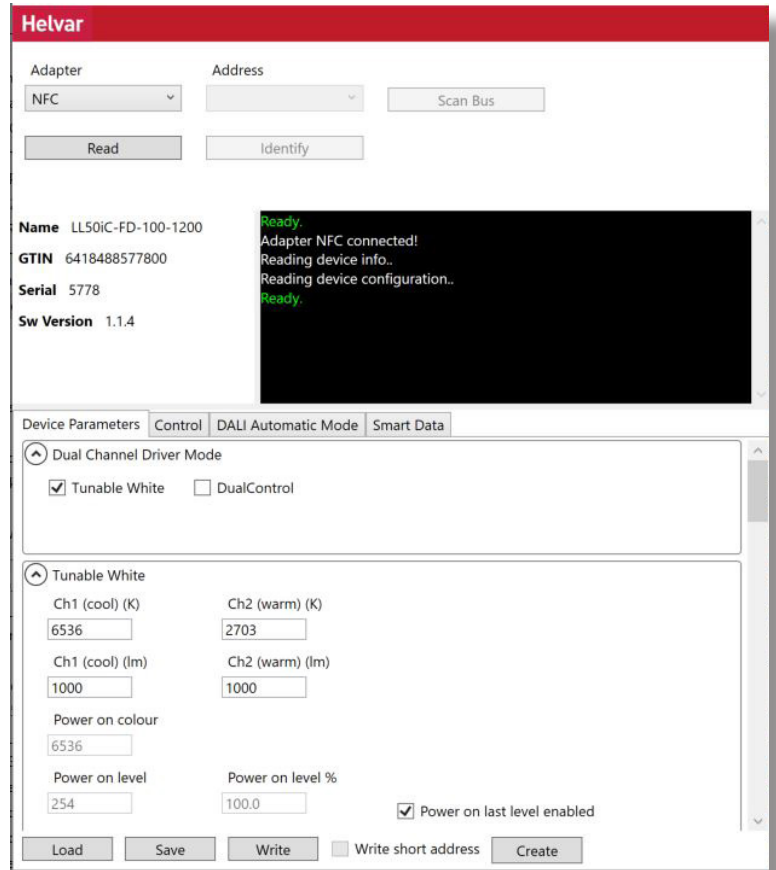 Helvar
Adapter Address
NFC Scan Bus
Read Identify
Name LL50iC-FD-100-1200
GTIN 6418488577800
Serial 5778
Sw Version 1.1.4
Ready.
Adapter NFC connected!
Reading device info..
Reading device configuration..
Ready.
Device Parameters Control DALI Automatic Mode Smart Data
Dual Channel Driver Mode
Tunable White DualControl
Tunable White
Ch1 (cool) (K) Ch2 (warm) (K)
6536 2703
Ch1 (cool) (lm) Ch2 (warm) (lm)
1000 1000
Power on colour
6536
Power on level Power on level %
254 100.0 Power on last level enabled
Load Save Write Write short address Create